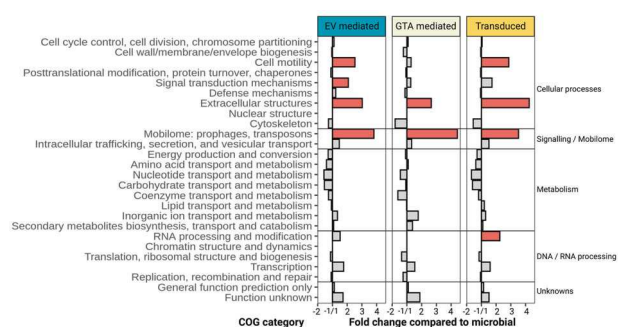 EV mediated GTA mediated Transduced
Cell cycle control, cell division, chromosome partitioning
Cell wall/membrane/envelope biogenesis
Cell motility
Posttranslational modification, protein turnover, chaperones
Signal transduction mechanisms
Defense mechanisms
Extracellular structures
Nuclear structure
Cytoskeleton
Cellular processes
Mobilome: prophages, transposons
Intracellular trafficking, secretion, and vesicular transport
Signalling / Mobilome
Energy production and conversion
Amino acid transport and metabolism
Nucleotide transport and metabolism
Carbohydrate transport and metabolism
Coenzyme transport and metabolism
Lipid transport and metabolism
Inorganic ion transport and metabolism
Secondary metabolites biosynthesis, transport and catabolism
Metabolism
RNA processing and modification
Chromatin structure and dynamics
Translation, ribosomal structure and biogenesis
Transcription
Replication, recombination and repair
DNA / RNA processing
General function prediction only
Function unknown
Unknowns
-2 -1/1 2 3 4 -2 -1/1 2 3 4 -2 -1/1 2 3 4
COG category Fold change compared to microbial